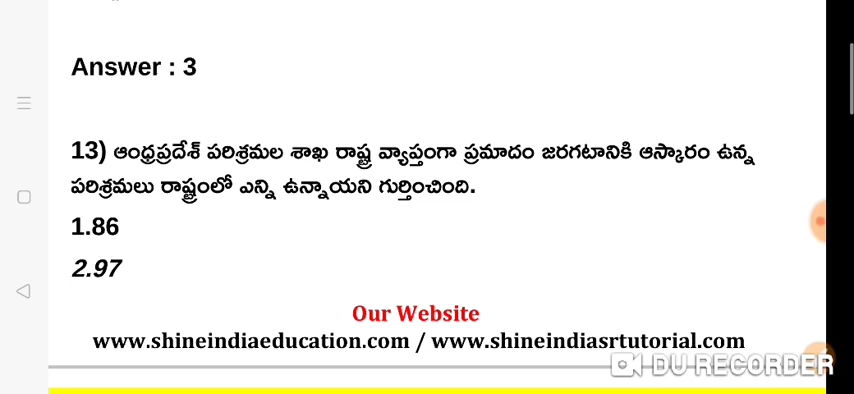 Answer : 3
13) ఆంధ్రప్రదేశ్ పరిశ్రమల శాఖ రాష్ట్ర వ్యాప్తంగా ప్రమాదం జరగటానికి ఆస్కారం ఉన్న
పరిశ్రమలు రాష్ట్రంలో ఎన్ని ఉన్నాయని గుర్తించింది.
1.86
2.97
Our Website
www.shineindiaeducation.com / www.shineindiasrtutorial.com
DU RECORDER